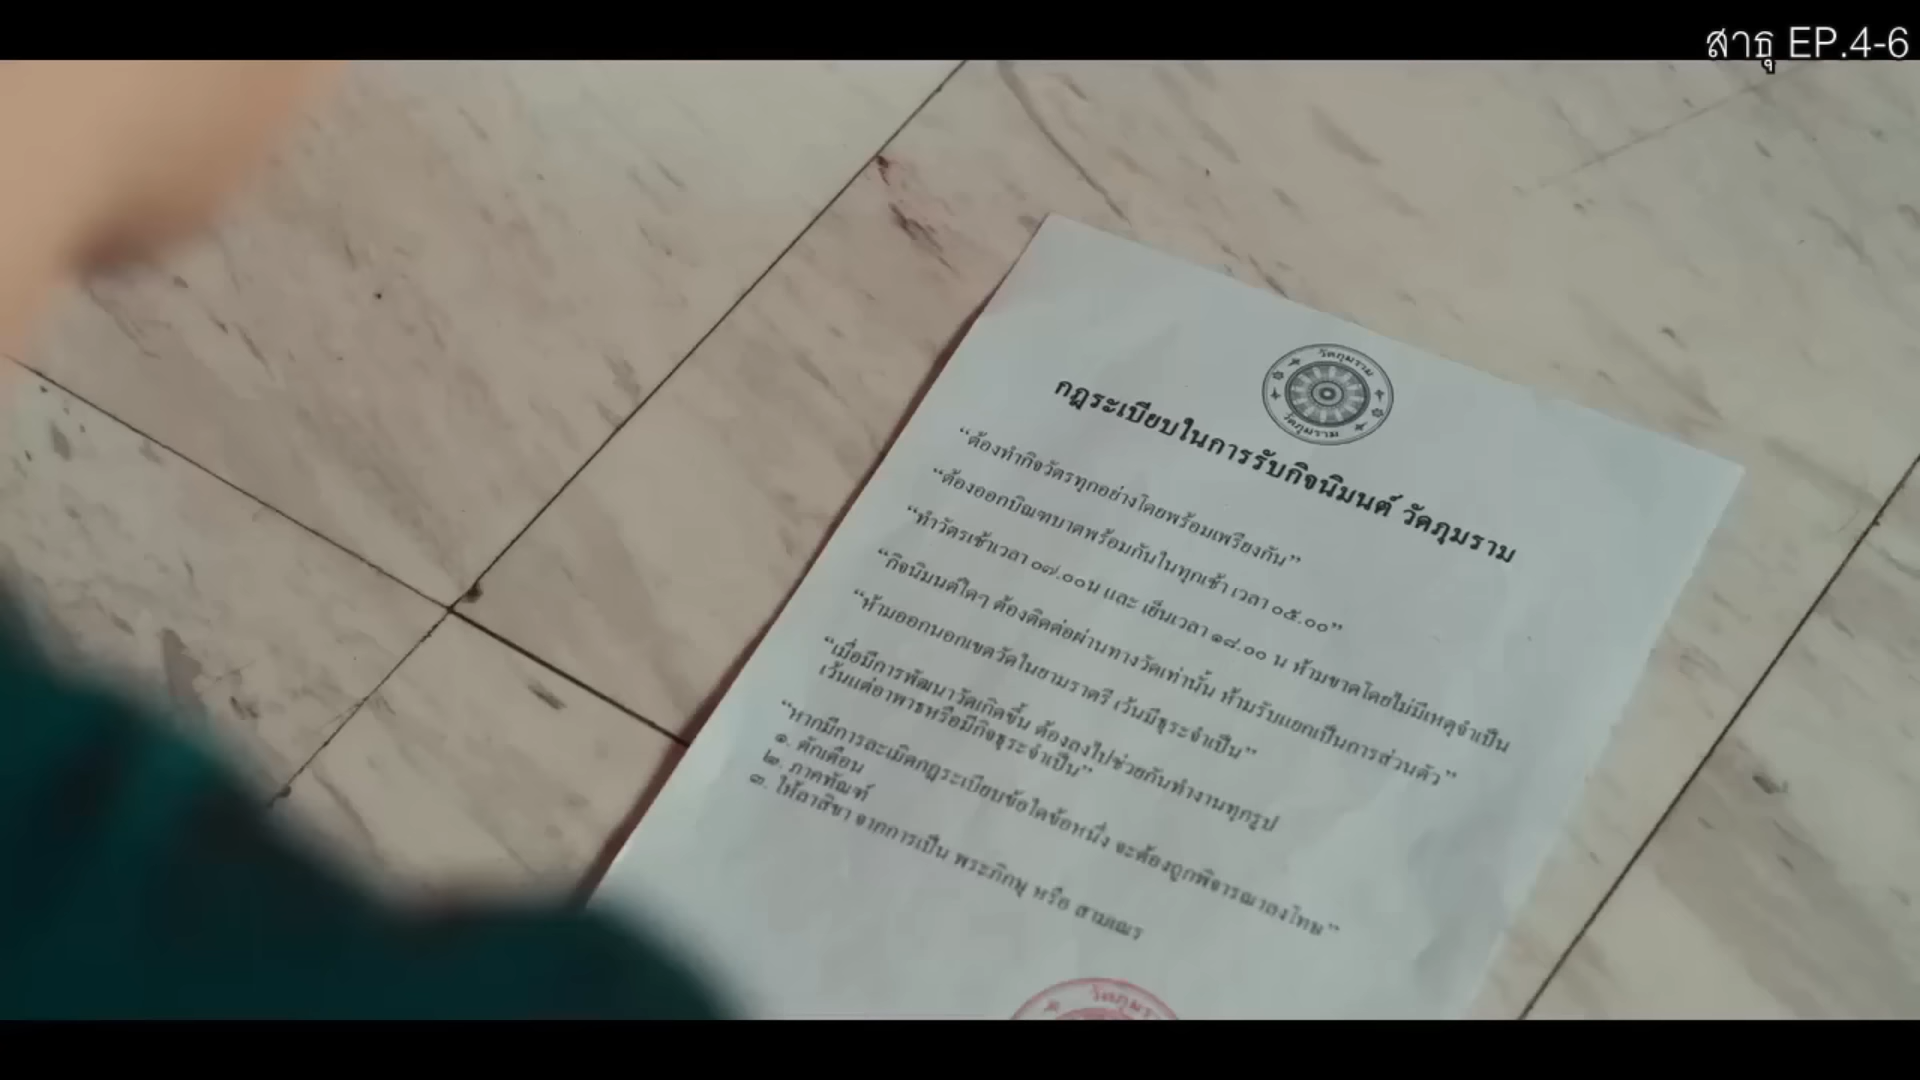 สาธุ EP.4-6
วัดภุมราม
วัดภุมราม
กฎระเบียบในการรับกิจนิมนต์ วัดภุมราม
“ต้องทำกิจวัตรทุกอย่างโดยพร้อมเพรียงกัน”
“ต้องออกบิณฑบาตพร้อมกันในทุกเช้า เวลา ๐๕.๐๐”
“ทำวัตรเช้าเวลา ๐๗.๐๐น และ เย็นเวลา ๑๘.๐๐ น ห้ามขาดโดยไม่มีเหตุจำเป็น
“กิจนิมนต์ใดๆ ต้องติดต่อผ่านทางวัดเท่านั้น ห้ามรับแยกเป็นการส่วนตัว”
“ห้ามออกนอกเขตวัดในยามราตรี เว้นมีธุระจำเป็น”
“เมื่อมีการพัฒนาวัดเกิดขึ้น ต้องลงไปช่วยกันทำงานทุกรูป
เว้นแต่อาพาธหรือมีกิจธุระจำเป็น”
“หากมีการละเมิดกฎระเบียบข้อใดข้อหนึ่ง จะต้องถูกพิจารณาลงโทษ”
๑. ตักเตือน
๒. ภาคทัณฑ์
๓. ให้ลาสิขา จากการเป็น พระภิกษุ หรือ สามเณร